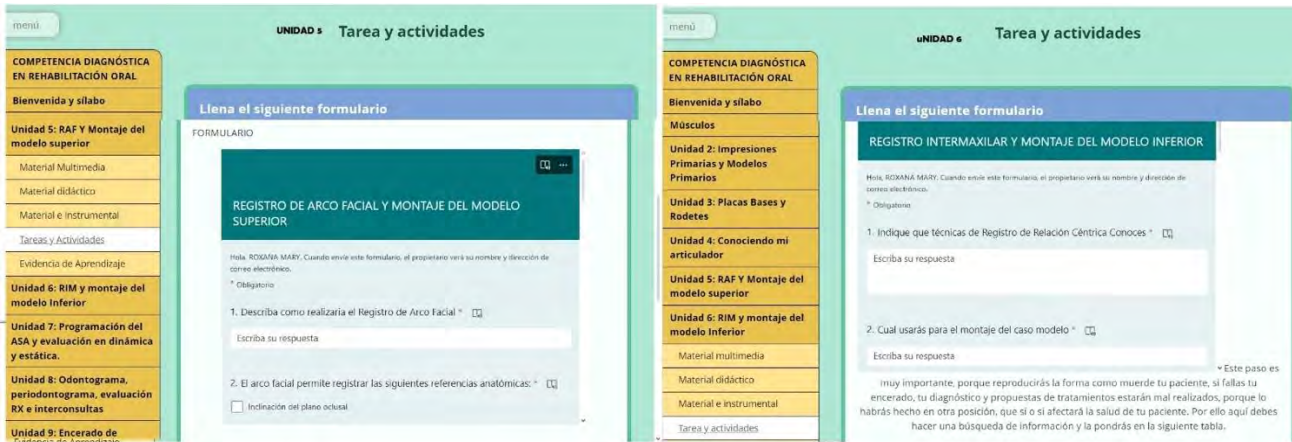 menú
UNIDAD 5 Tarea y actividades
COMPETENCIA DIAGNÓSTICA
EN REHABILITACIÓN ORAL
Bienvenida y sílabo
Unidad 5: RAF Y Montaje del
modelo superior
Material Multimedia
Material didáctico
Material e Instrumental
Tareas y Actividades
Evidencia de Aprendizaje
Unidad 6: RIM y montaje del
modelo Inferior
Unidad 7: Programación del
ASA y evaluación en dinámica
y estática.
Unidad 8: Odontograma,
periodontograma, evaluación
RX e interconsultas
Unidad 9: Encerado de
Evidencia de Aprendizaje
Llena el siguiente formulario
FORMULARIO
REGISTRO DE ARCO FACIAL Y MONTAJE DEL MODELO
SUPERIOR
Hola, ROXANA MARY. Cuando envíe este formulario, el propietario verá su nombre y dirección de
correo electrónico.
* Obligatorio
1. Describa como realizaria el Registro de Arco Facial *
Escriba su respuesta
2. El arco facial permite registrar las siguientes referencias anatómicas: *
Inclinación del plano oclusal
menú
uNIDAD 6 Tarea y actividades
COMPETENCIA DIAGNÓSTICA
EN REHABILITACIÓN ORAL
Bienvenida y sílabo
Músculos
Unidad 2: Impresiones
Primarias y Modelos
Primarios
Unidad 3: Placas Bases y
Rodetes
Unidad 4: Conociendo mi
articulador
Unidad 5: RAF Y Montaje del
modelo superior
Unidad 6: RIM y montaje del
modelo Inferior
Material multimedia
Material didáctico
Material e Instrumental
Tarea y actividades
Llena el siguiente formulario
REGISTRO INTERMAXILAR Y MONTAJE DEL MODELO INFERIOR
Hola, ROXANA MARY. Cuando envíe este formulario, el propietario verá su nombre y dirección de
correo electrónico.
* Obligatorio
1. Indique que técnicas de Registro de Relación Céntrica Conoces *
Escriba su respuesta
2. Cual usarás para el montaje del caso modelo *
Escriba su respuesta
Este paso es
muy importante, porque reproducirás la forma como muerde tu paciente, si fallas tu
encerado, tu diagnóstico y propuestas de tratamientos estarán mal realizados, porque lo
habrás hecho en otra posición, que si o si afectará la salud de tu paciente. Por ello aquí debes
hacer una búsqueda de información y la pondrás en la siguiente tabla.